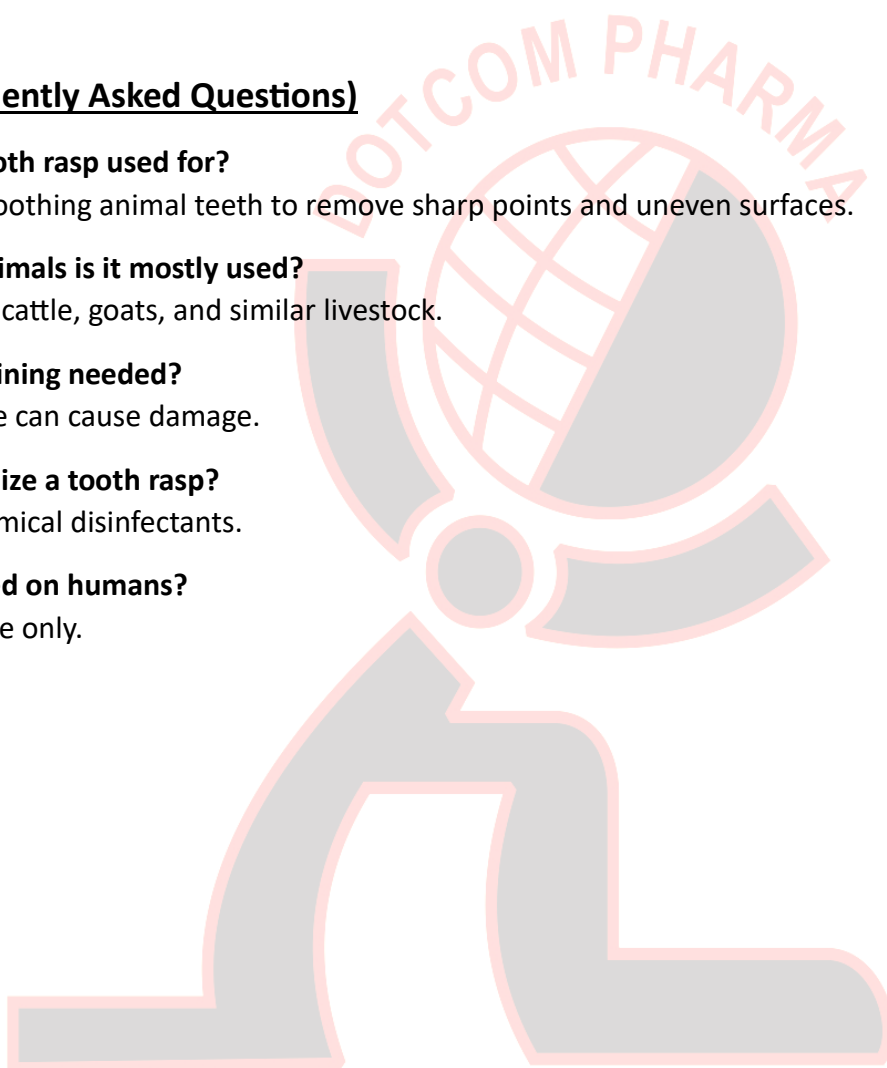 DOTCOM PHARMA
ently Asked Questions)
oth rasp used for?
oothing animal teeth to remove sharp points and uneven surfaces.
imals is it mostly used?
cattle, goats, and similar livestock.
ining needed?
e can cause damage.
ize a tooth rasp?
mical disinfectants.
d on humans?
e only.